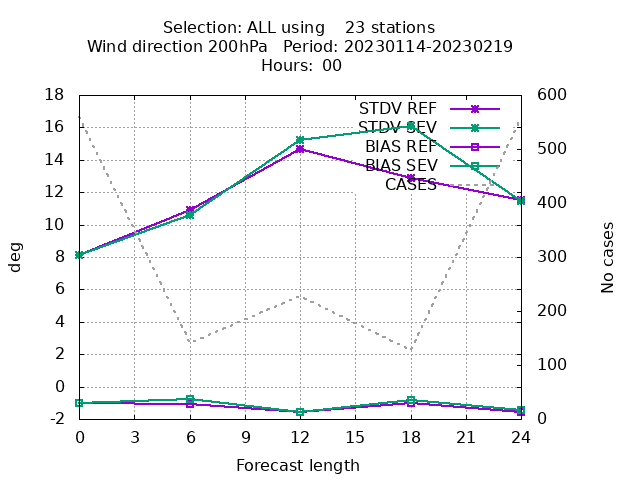 Selection: ALL using    23 stations
Wind direction 200hPa   Period: 20230114-20230219
Hours: 00
STDV REF
STDV SEV
BIAS REF
BIAS SEV
CASES
18
16
14
12
10
8
6
4
2
0
-2
deg
600
500
400
300
200
100
0
No cases
0 3 6 9 12 15 18 21 24
Forecast length